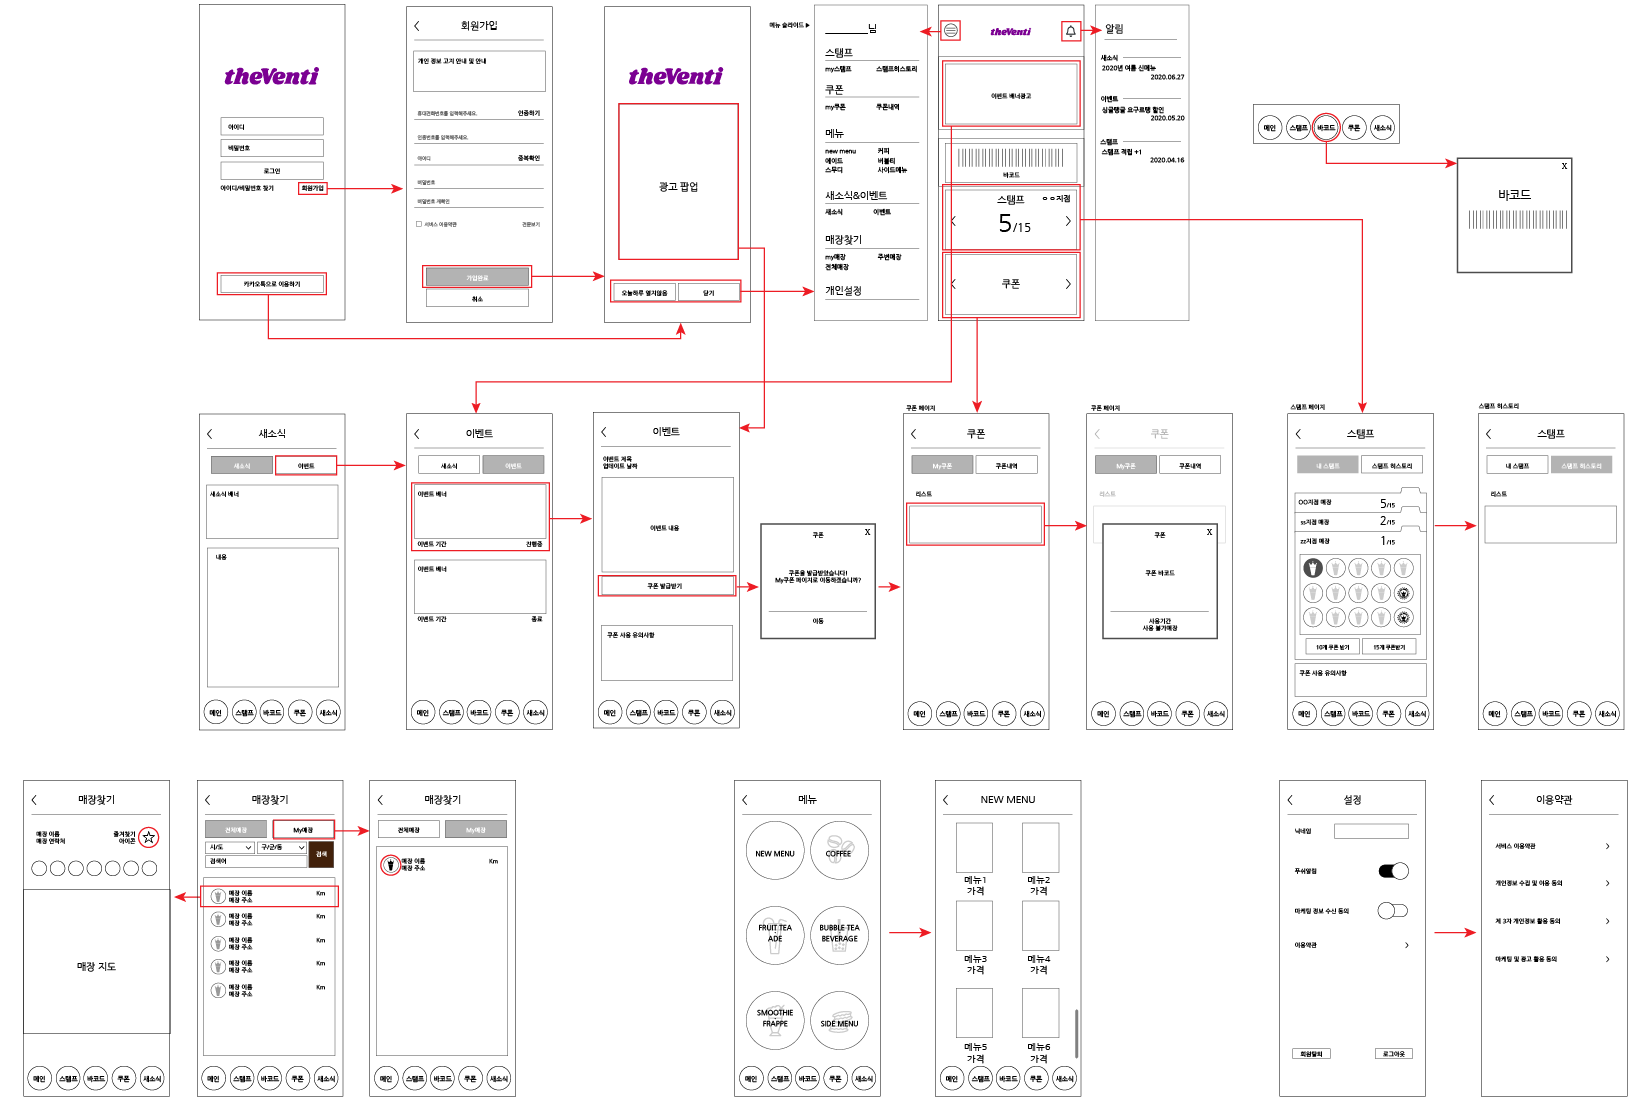 theVenti
아이디
비밀번호
로그인
아이디/비밀번호 찾기
회원가입
카카오톡으로 이용하기
회원가입
개인 정보 고지 안내 및 안내
휴대전화번호를 입력해주세요.
인증하기
인증번호를 입력해주세요.
아이디
중복확인
비밀번호
비밀번호 재확인
서비스 이용약관
전문보기
가입완료
취소
theVenti
광고 팝업
오늘하루 열지않음
닫기
메뉴 슬라이드 ▶
님
스탬프
my스탬프 스탬프히스토리
쿠폰
my쿠폰 쿠폰내역
메뉴
new menu 커피
에이드 버블티
스무디 사이드메뉴
새소식&이벤트
새소식 이벤트
매장찾기
my매장 주변매장
전체매장
개인설정
theVenti
이벤트 배너광고
바코드
스탬프 ㅇㅇ지점
5/15
쿠폰
알림
새소식
2020년 여름 신메뉴
2020.06.27
이벤트
싱글탱글 요구르탱 할인
2020.05.20
스탬프
스탬프 적립 +1
2020.04.16
메인 스탬프 바코드 쿠폰 새소식
X
바코드
새소식
새소식 이벤트
새소식 배너
내용
메인 스탬프 바코드 쿠폰 새소식
이벤트
새소식 이벤트
이벤트 배너
이벤트 기간 진행중
이벤트 배너
이벤트 기간 종료
메인 스탬프 바코드 쿠폰 새소식
이벤트
이벤트 제목
업데이트 날짜
이벤트 내용
쿠폰 발급받기
쿠폰 사용 유의사항
메인 스탬프 바코드 쿠폰 새소식
쿠폰 X
쿠폰을 발급받았습니다!
My쿠폰 페이지로 이동하겠습니까?
이동
쿠폰 페이지
쿠폰
My쿠폰 쿠폰내역
리스트
메인 스탬프 바코드 쿠폰 새소식
쿠폰 페이지
쿠폰
My쿠폰 쿠폰내역
리스트
쿠폰 X
쿠폰 바코드
사용기간
사용 불가매장
메인 스탬프 바코드 쿠폰 새소식
스탬프 페이지
스탬프
내 스탬프 스탬프 히스토리
OO지점 매장 5/15
ss지점 매장 2/15
zz지점 매장 1/15
10개 쿠폰 받기 15개 쿠폰받기
쿠폰 사용 유의사항
메인 스탬프 바코드 쿠폰 새소식
스탬프 히스토리
스탬프
내 스탬프 스탬프 히스토리
리스트
메인 스탬프 바코드 쿠폰 새소식
매장찾기
매장 이름 즐겨찾기
매장 연락처 아이콘
매장 지도
메인 스탬프 바코드 쿠폰 새소식
매장찾기
전체매장 My매장
시/도 구/군/동
검색어
검색
매장 이름 Km
매장 주소
매장 이름 Km
매장 주소
매장 이름 Km
매장 주소
매장 이름 Km
매장 주소
매장 이름 Km
매장 주소
메인 스탬프 바코드 쿠폰 새소식
매장찾기
전체매장 My매장
매장 이름 Km
매장 주소
메인 스탬프 바코드 쿠폰 새소식
메뉴
NEW MENU COFFEE
FRUIT TEA
ADE
BUBBLE TEA
BEVERAGE
SMOOTHIE
FRAPPE
SIDE MENU
메인 스탬프 바코드 쿠폰 새소식
NEW MENU
메뉴1 메뉴2
가격 가격
메뉴3 메뉴4
가격 가격
메뉴5 메뉴6
가격 가격
메인 스탬프 바코드 쿠폰 새소식
설정
닉네임
푸쉬알림
마케팅 정보 수신 동의
이용약관
회원탈퇴 로그아웃
이용약관
서비스 이용약관
개인정보 수집 및 이용 동의
제 3자 개인정보 활용 동의
마케팅 및 광고 활용 동의